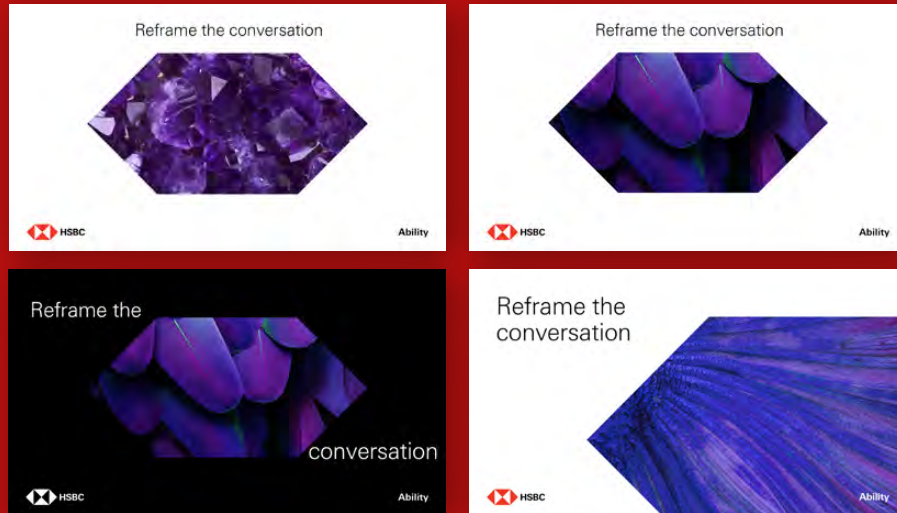 Reframe the conversation
HSBC
Ability
Reframe the conversation
HSBC
Ability
Reframe the
conversation
HSBC
Ability
Reframe the
conversation
HSBC
Ability